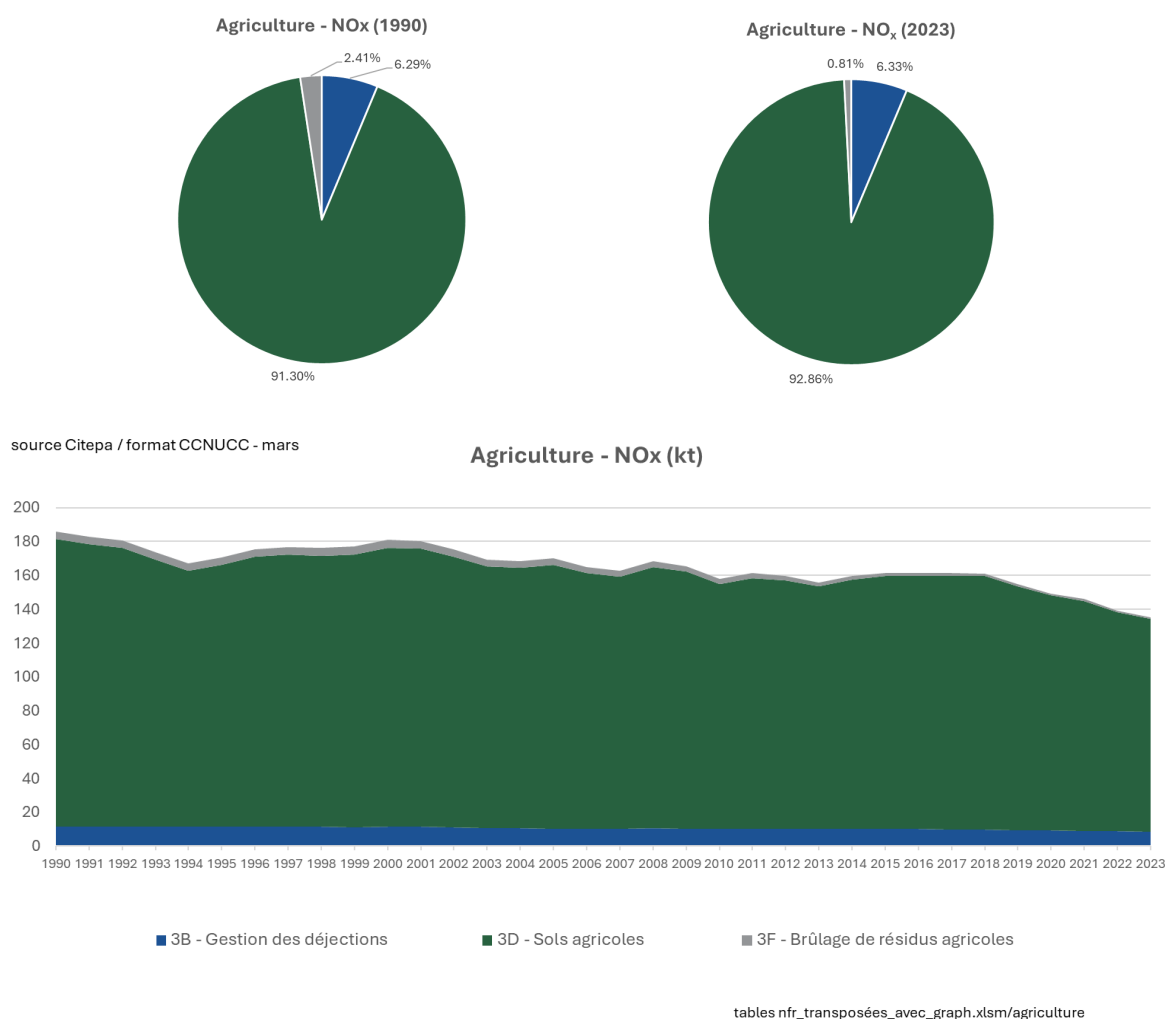 Agriculture - NOx (1990)
Agriculture - NOx (2023)
2.41%
6.29%
0.81%
6.33%
91.30%
92.86%
source Citepa / format CCNUCC - mars
Agriculture - NOx (kt)
200
180
160
140
120
100
80
60
40
20
0
1990 1991 1992 1993 1994 1995 1996 1997 1998 1999 2000 2001 2002 2003 2004 2005 2006 2007 2008 2009 2010 2011 2012 2013 2014 2015 2016 2017 2018 2019 2020 2021 2022 2023
3B - Gestion des déjections
3D - Sols agricoles
3F - Brûlage de résidus agricoles
tables nfr_transposées_avec_graph.xlsm/agriculture